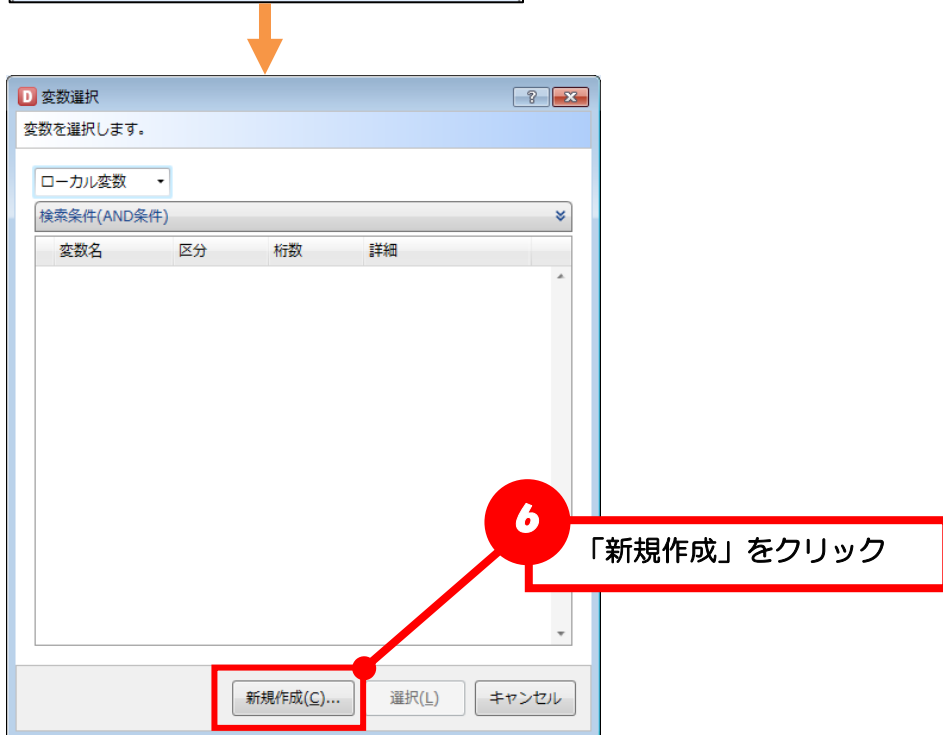 D 変数選択 ?
変数を選択します。
ローカル変数
検索条件(AND条件)
変数名 区分 桁数 詳細
6
「新規作成」をクリック
新規作成(C)... 選択(L) キャンセル